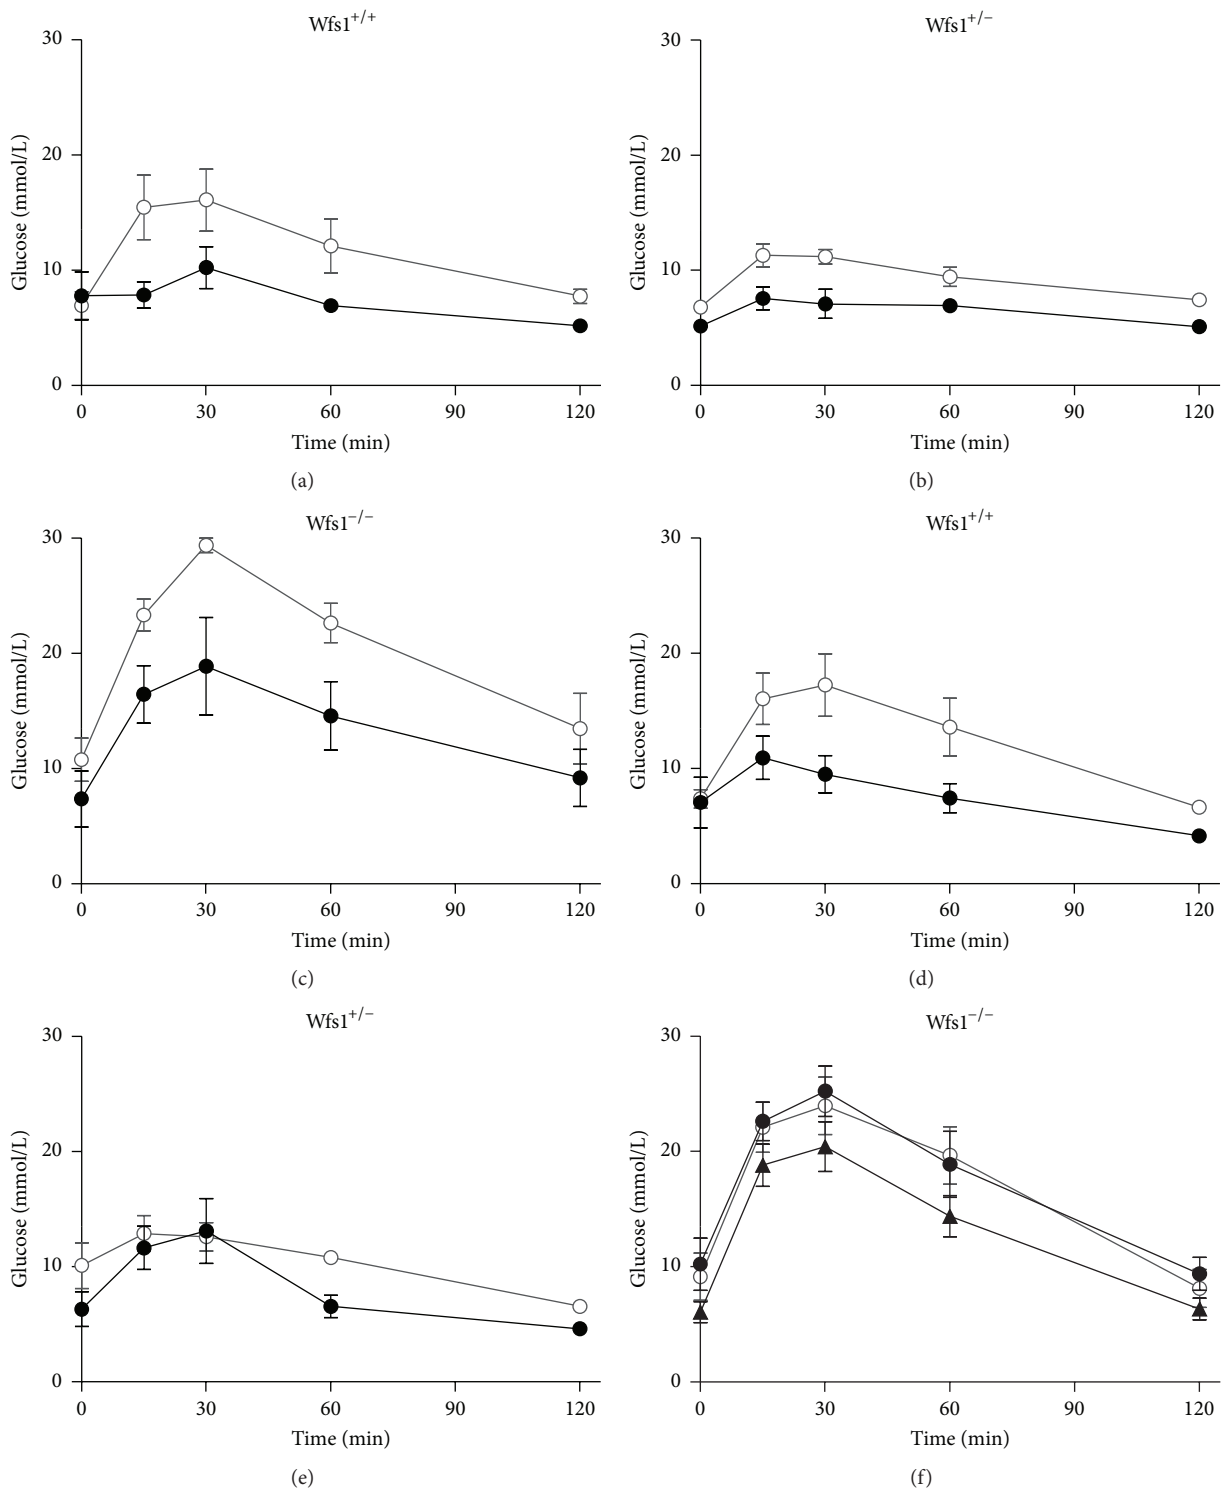 Wfs1+/+
Glucose (mmol/L)
30
20
10
0
0 30 60 90 120
Time (min)
(a)
Wfs1+/−
Glucose (mmol/L)
30
20
10
0
0 30 60 90 120
Time (min)
(b)
Wfs1−/−
Glucose (mmol/L)
30
20
10
0
0 30 60 90 120
Time (min)
(c)
Wfs1+/+
Glucose (mmol/L)
30
20
10
0
0 30 60 90 120
Time (min)
(d)
Wfs1+/−
Glucose (mmol/L)
30
20
10
0
0 30 60 90 120
Time (min)
(e)
Wfs1−/−
Glucose (mmol/L)
30
20
10
0
0 30 60 90 120
Time (min)
(f)